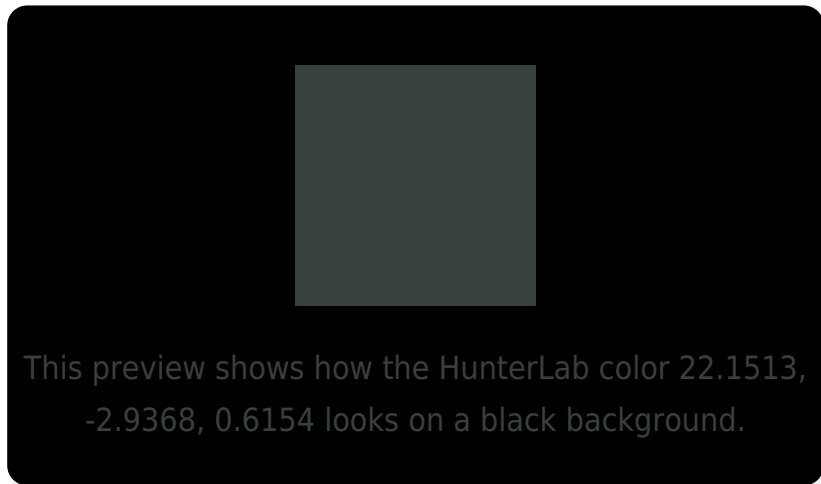 This preview shows how the HunterLab color 22.1513,
-2.9368, 0.6154 looks on a black background.